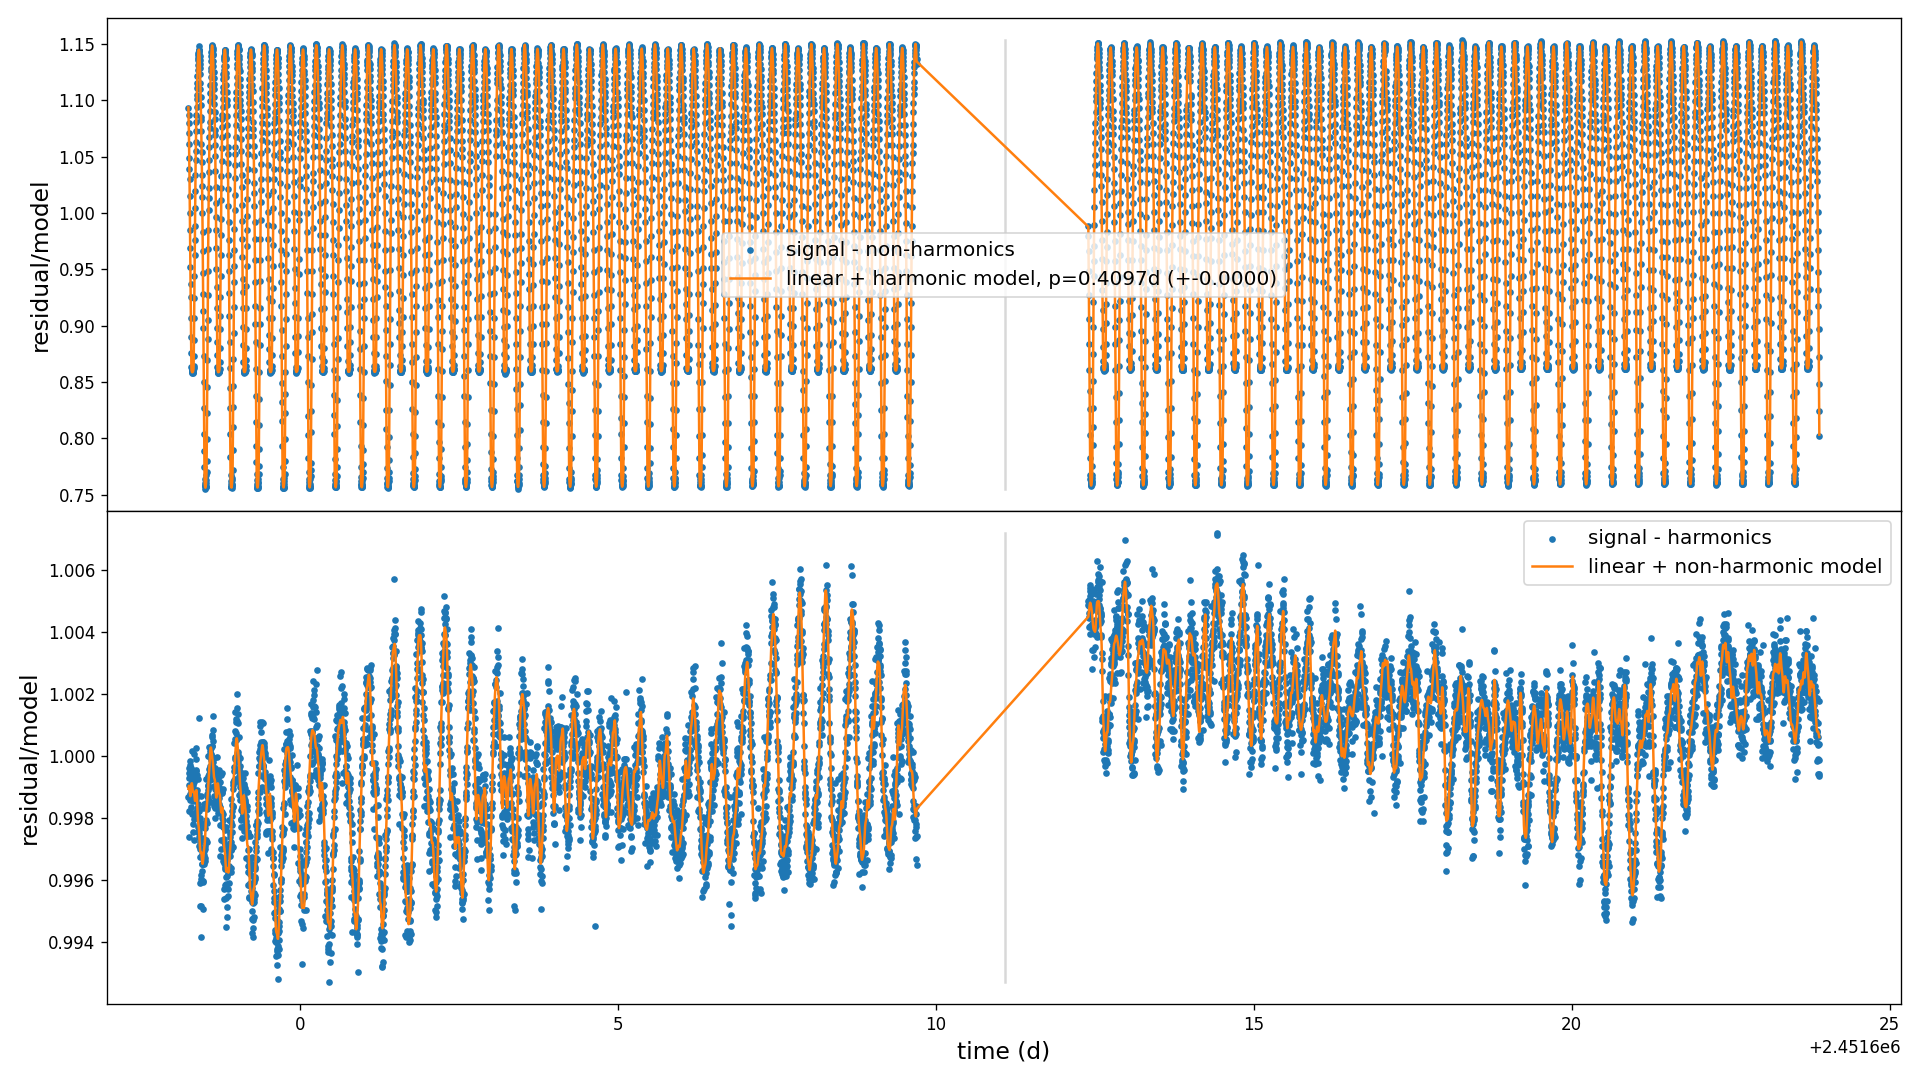 1.15
1.10
1.05
1.00
0.95
0.90
0.85
0.80
0.75
residual/model
signal - non-harmonics
linear + harmonic model, p=0.4097d (+-0.0000)
1.006
1.004
1.002
1.000
0.998
0.996
0.994
residual/model
signal - harmonics
linear + non-harmonic model
0 5 10 15 20 25
time (d)
+2.4516e6